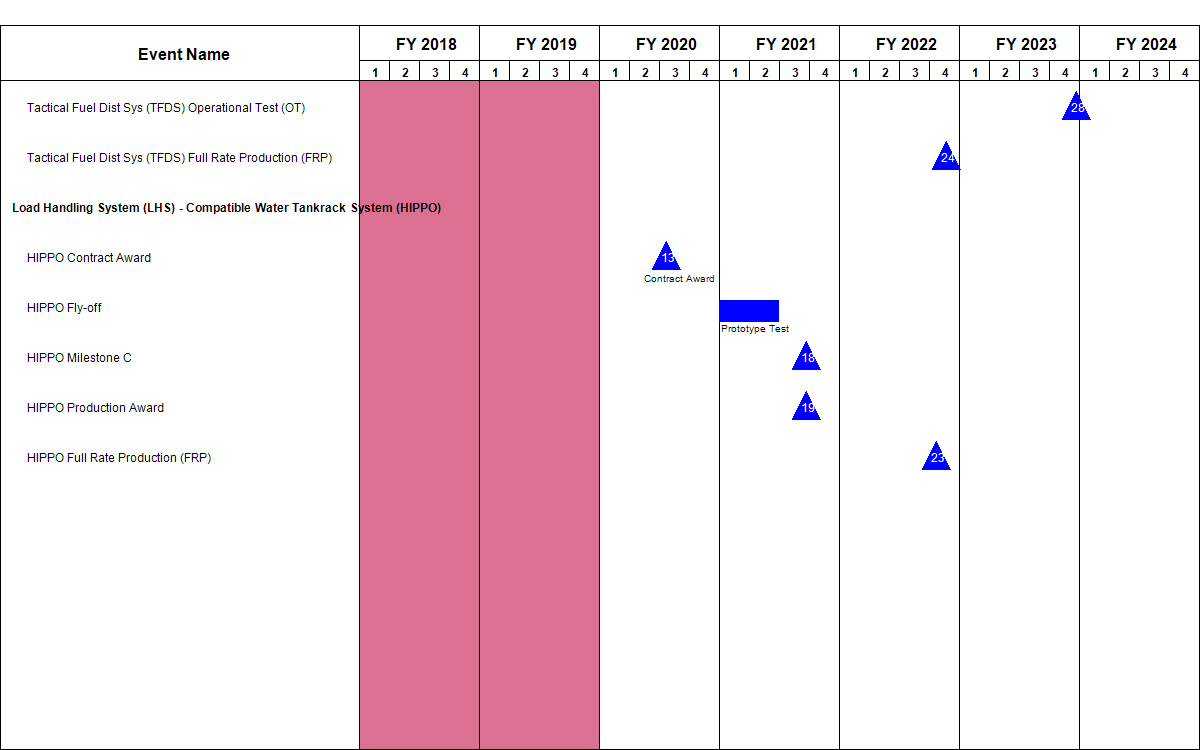 Event Name FY 2018 FY 2019 FY 2020 FY 2021 FY 2022 FY 2023 FY 2024
1 2 3 4 1 2 3 4 1 2 3 4 1 2 3 4 1 2 3 4 1 2 3 4 1 2 3 4
Tactical Fuel Dist Sys (TFDS) Operational Test (OT) 28
Tactical Fuel Dist Sys (TFDS) Full Rate Production (FRP) 24
Load Handling System (LHS) - Compatible Water Tankrack System (HIPPO)
HIPPO Contract Award 13
Contract Award
HIPPO Fly-off
Prototype Test
HIPPO Milestone C 18
HIPPO Production Award 19
HIPPO Full Rate Production (FRP) 23